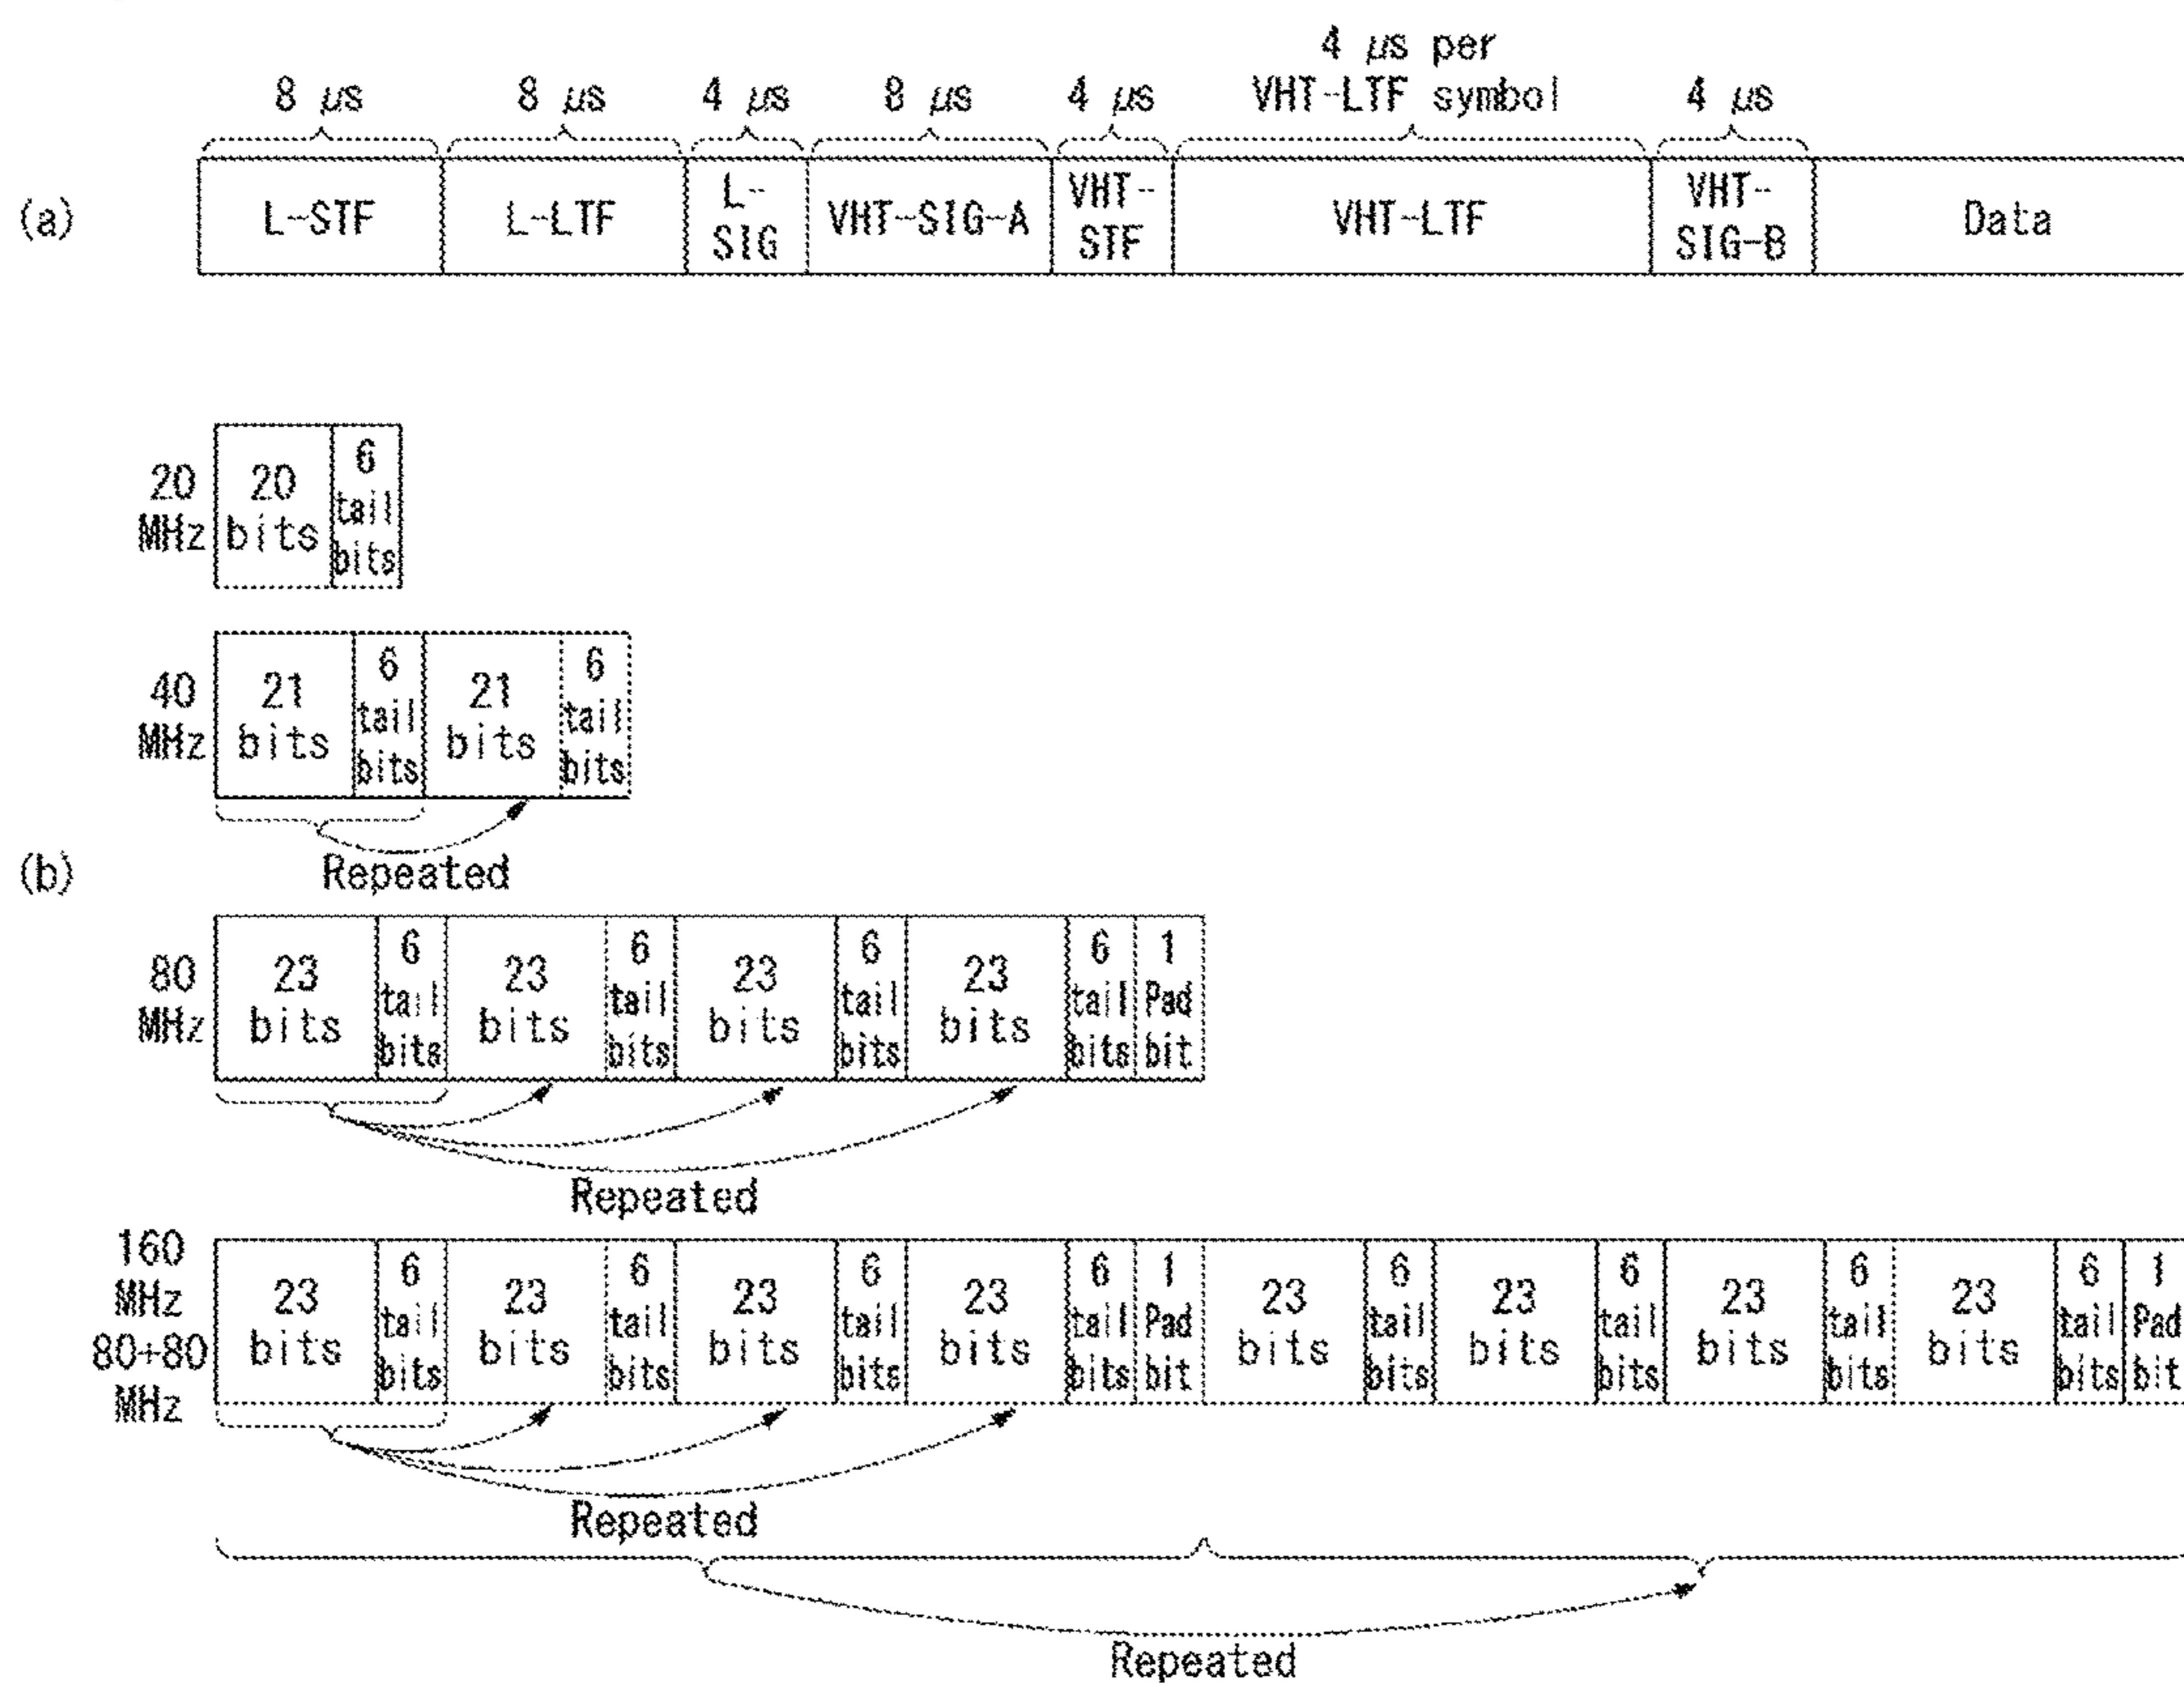 4 μs per
8 μs 8 μs 4 μs 8 μs 4 μs VHT-LTF symbol 4 μs
(a) L-STF L-LTF L-SIG VHT-SIG-A VHT-STF VHT-LTF VHT-SIG-B Data
20 MHz 20 bits 6 tail bits
40 MHz 21 bits 6 tail bits 21 bits 6 tail bits
Repeated
(b)
80 MHz 23 bits 6 tail bits 23 bits 6 tail bits 23 bits 6 tail bits 23 bits 6 tail bits 1 Pad bit
Repeated
160 MHz 80+80 MHz 23 bits 6 tail bits 23 bits 6 tail bits 23 bits 6 tail bits 23 bits 6 tail bits 1 Pad bit 23 bits 6 tail bits 23 bits 6 tail bits 23 bits 6 tail bits 23 bits 6 tail bits 1 Pad bit
Repeated
Repeated